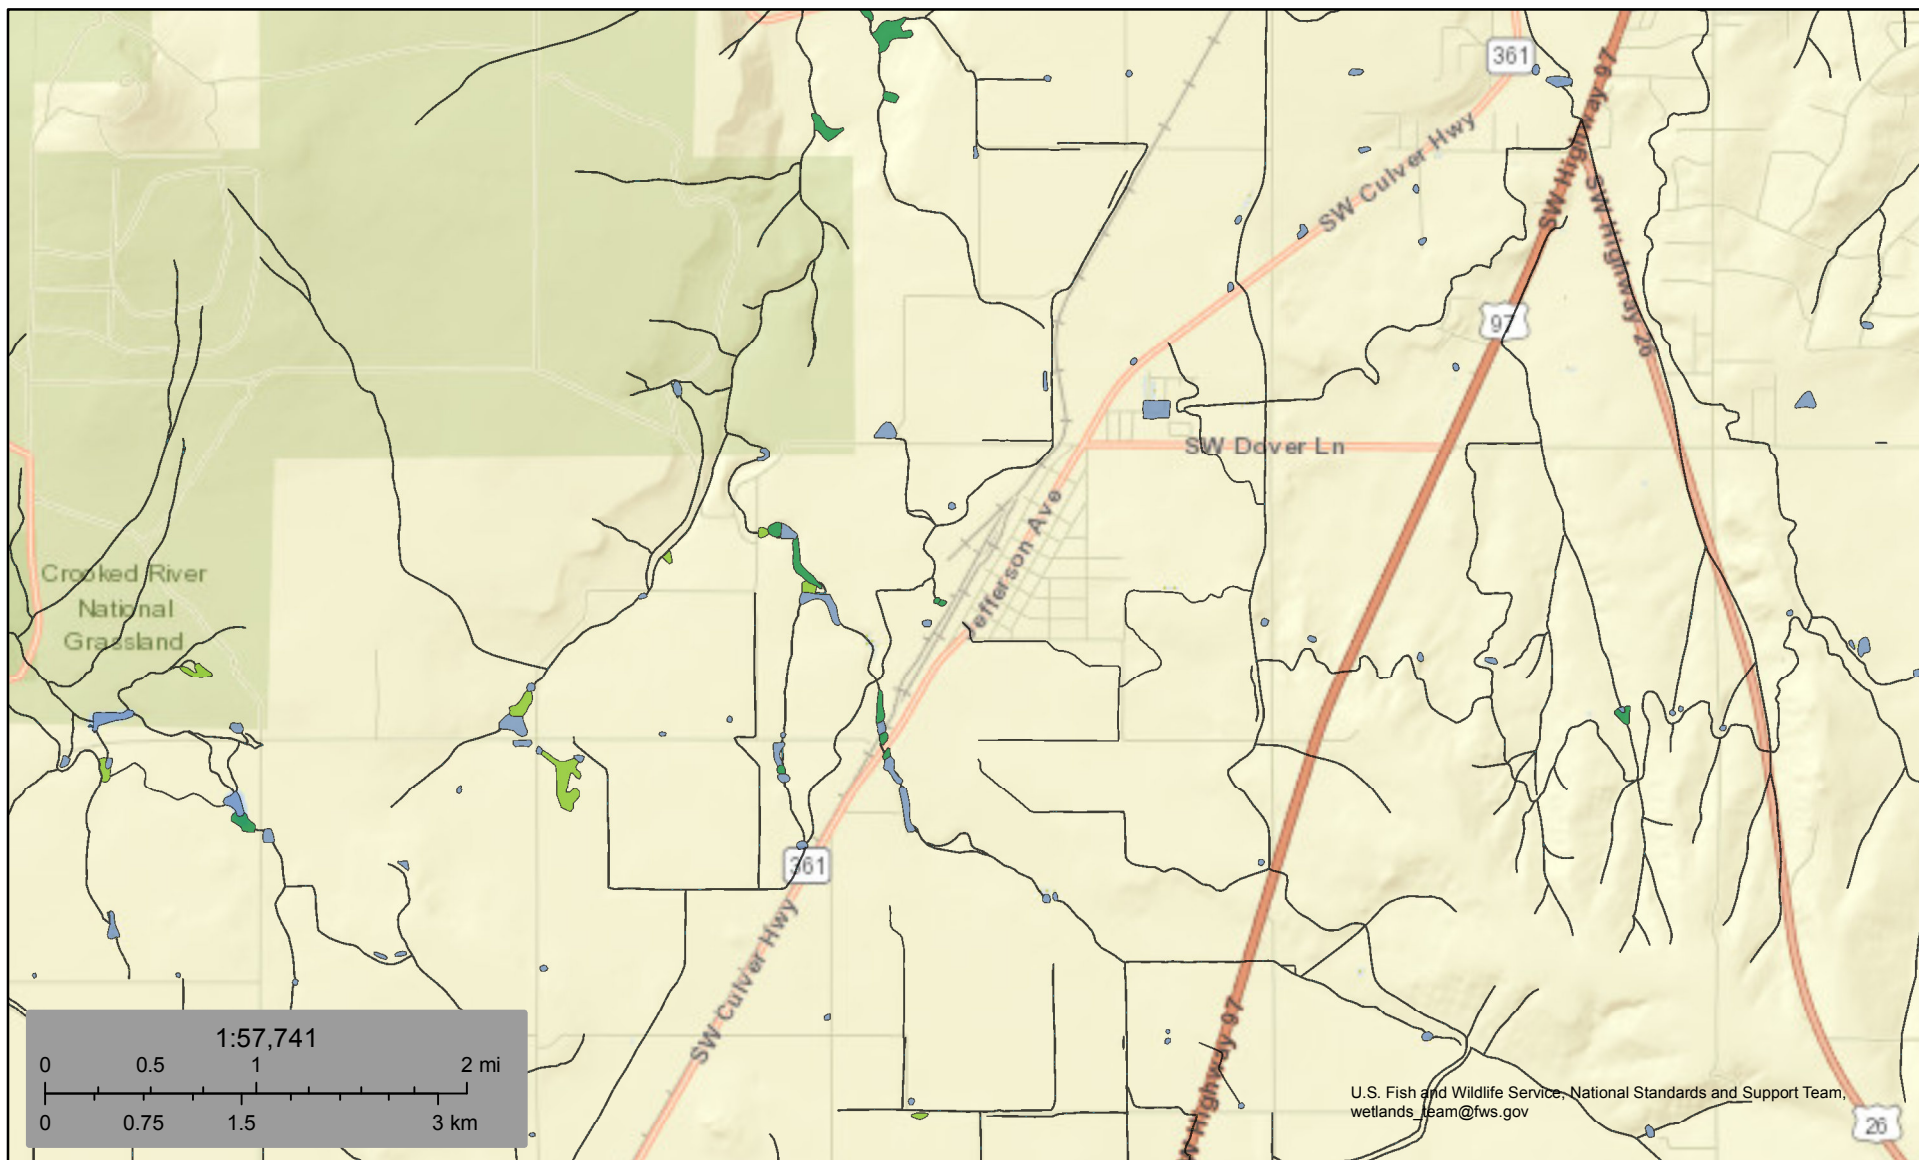 361
SW Culver Hwy
SW Highway 97
SW Highway 26
97
SW Dover Ln
Jefferson Ave
Crooked River
National
Grassland
361
SW Culver Hwy
W Highway 97
1:57,741
0 0.5 1 2 mi
0 0.75 1.5 3 km
U.S. Fish and Wildlife Service, National Standards and Support Team,
wetlands_team@fws.gov
26